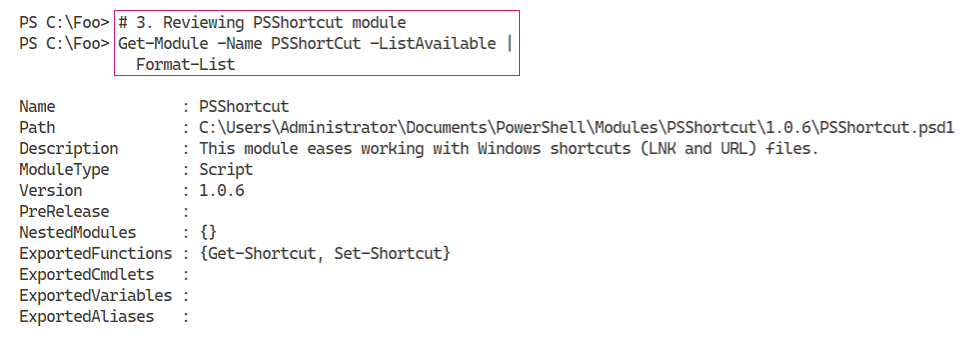 PS C:\Foo> # 3. Reviewing PSShortcut module
PS C:\Foo> Get-Module -Name PSShortCut -ListAvailable |
             Format-List

Name              : PSShortcut
Path              : C:\Users\Administrator\Documents\PowerShell\Modules\PSShortcut\1.0.6\PSShortcut.psd1
Description       : This module eases working with Windows shortcuts (LNK and URL) files.
ModuleType        : Script
Version           : 1.0.6
PreRelease        :
NestedModules     : {}
ExportedFunctions : {Get-Shortcut, Set-Shortcut}
ExportedCmdlets   :
ExportedVariables :
ExportedAliases   :